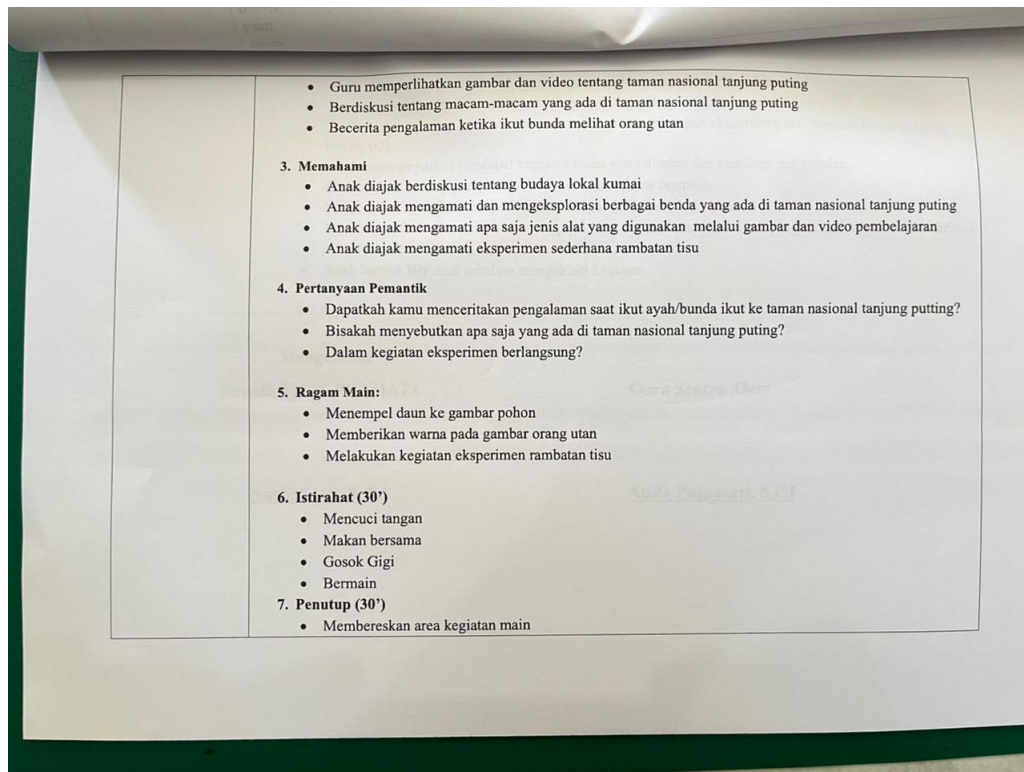 • Guru memperlihatkan gambar dan video tentang taman nasional tanjung puting
• Berdiskusi tentang macam-macam yang ada di taman nasional tanjung puting
• Becerita pengalaman ketika ikut bunda melihat orang utan
3. Memahami
• Anak diajak berdiskusi tentang budaya lokal kumai
• Anak diajak mengamati dan mengeksplorasi berbagai benda yang ada di taman nasional tanjung puting
• Anak diajak mengamati apa saja jenis alat yang digunakan melalui gambar dan video pembelajaran
• Anak diajak mengamati eksperimen sederhana rambatan tisu
4. Pertanyaan Pemantik
• Dapatkah kamu menceritakan pengalaman saat ikut ayah/bunda ikut ke taman nasional tanjung putting?
• Bisakah menyebutkan apa saja yang ada di taman nasional tanjung puting?
• Dalam kegiatan eksperimen berlangsung?
5. Ragam Main:
• Menempel daun ke gambar pohon
• Memberikan warna pada gambar orang utan
• Melakukan kegiatan eksperimen rambatan tisu
6. Istirahat (30’)
• Mencuci tangan
• Makan bersama
• Gosok Gigi
• Bermain
7. Penutup (30’)
• Membereskan area kegiatan main